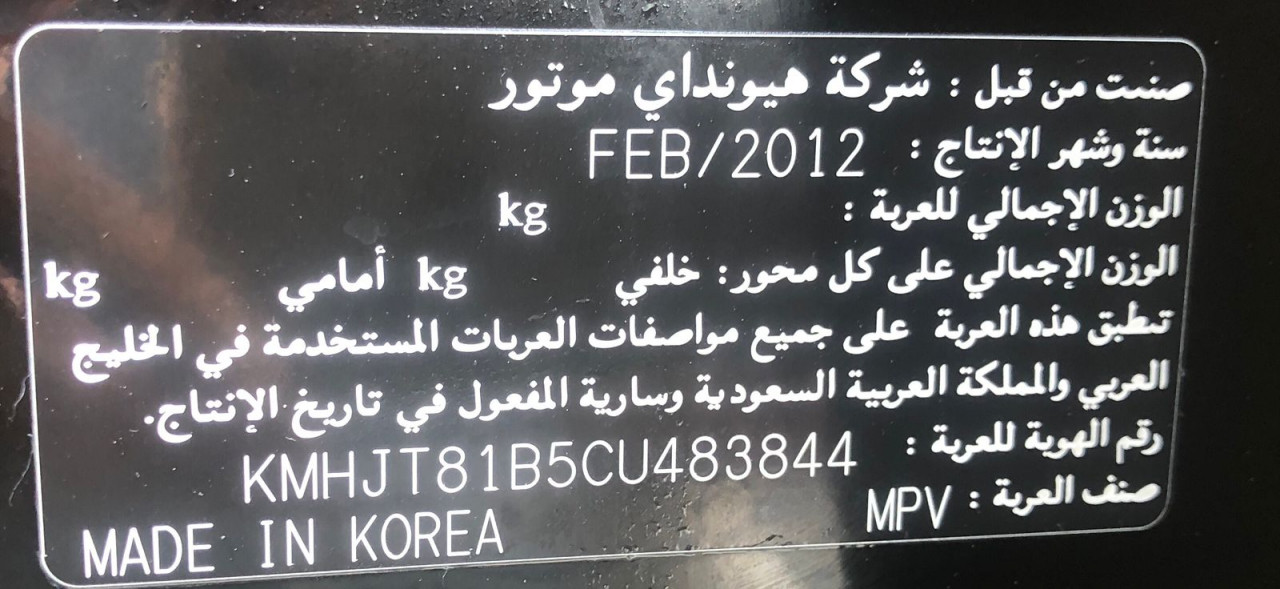 صنعت من قبل : شركة هيونداي موتور
سنة وشهر الإنتاج : FEB/2012
الوزن الإجمالي للعربة : kg
الوزن الإجمالي على كل محور: خلفي kg أمامي kg
تطبق هذه العربة على جميع مواصفات العربات المستخدمة في الخليج
العربي والمملكة العربية السعودية وسارية المفعول في تاريخ الإنتاج.
رقم الهوية للعربة : KMHJT81B5CU483844
صنف العربة : MPV
MADE IN KOREA